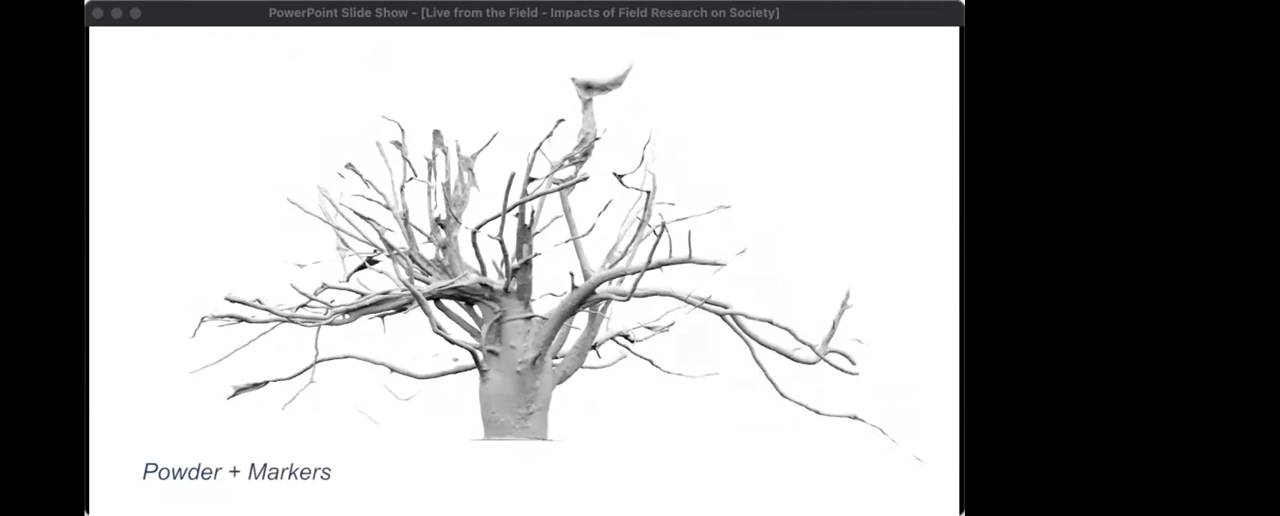 PowerPoint Slide Show - [Live from the Field - Impacts of Field Research on Society]
Powder + Markers